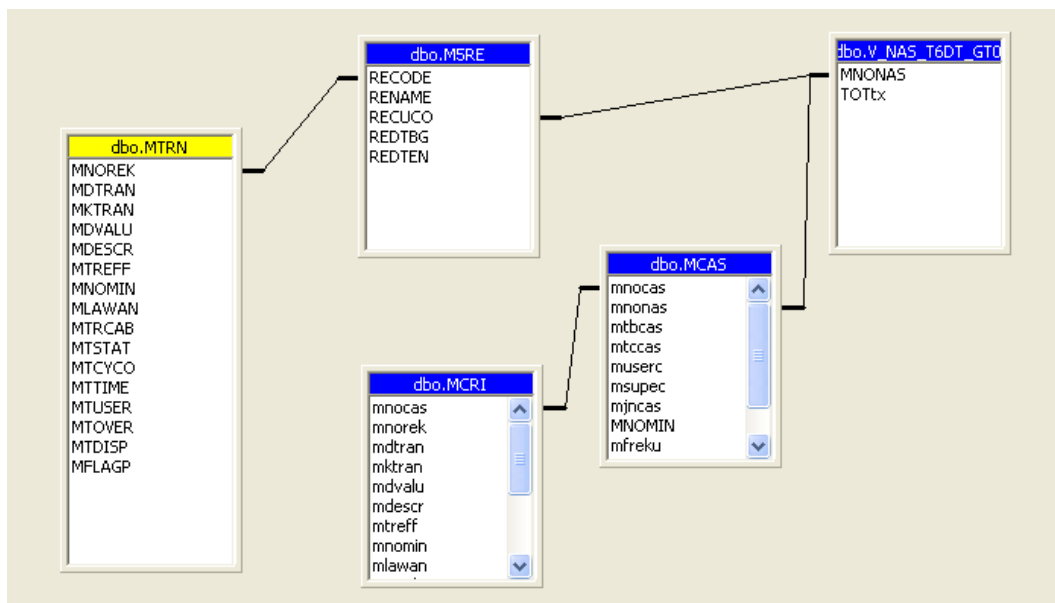 dbo.MTRN
MNOREK
MDTRAN
MKTRAN
MDVALU
MDESCR
MTREFF
MNOMIN
MLAWAN
MTRCAB
MTSTAT
MTCYCO
MTTIME
MTUSER
MTOVER
MTDISP
MFLAGP
dbo.M5RE
RECODE
RENAME
RECUCO
REDTBG
REDTEN
dbo.V_NAS_T6DT_GT0
MNONAS
TOTtx
dbo.MCAS
mnocas
mnonas
mtbcas
mtccas
muserc
msupec
mjncas
MNOMIN
mfreku
dbo.MCRI
mnocas
mnorek
mdtran
mktran
mdvalu
mdescr
mtreff
mnomin
mlawan